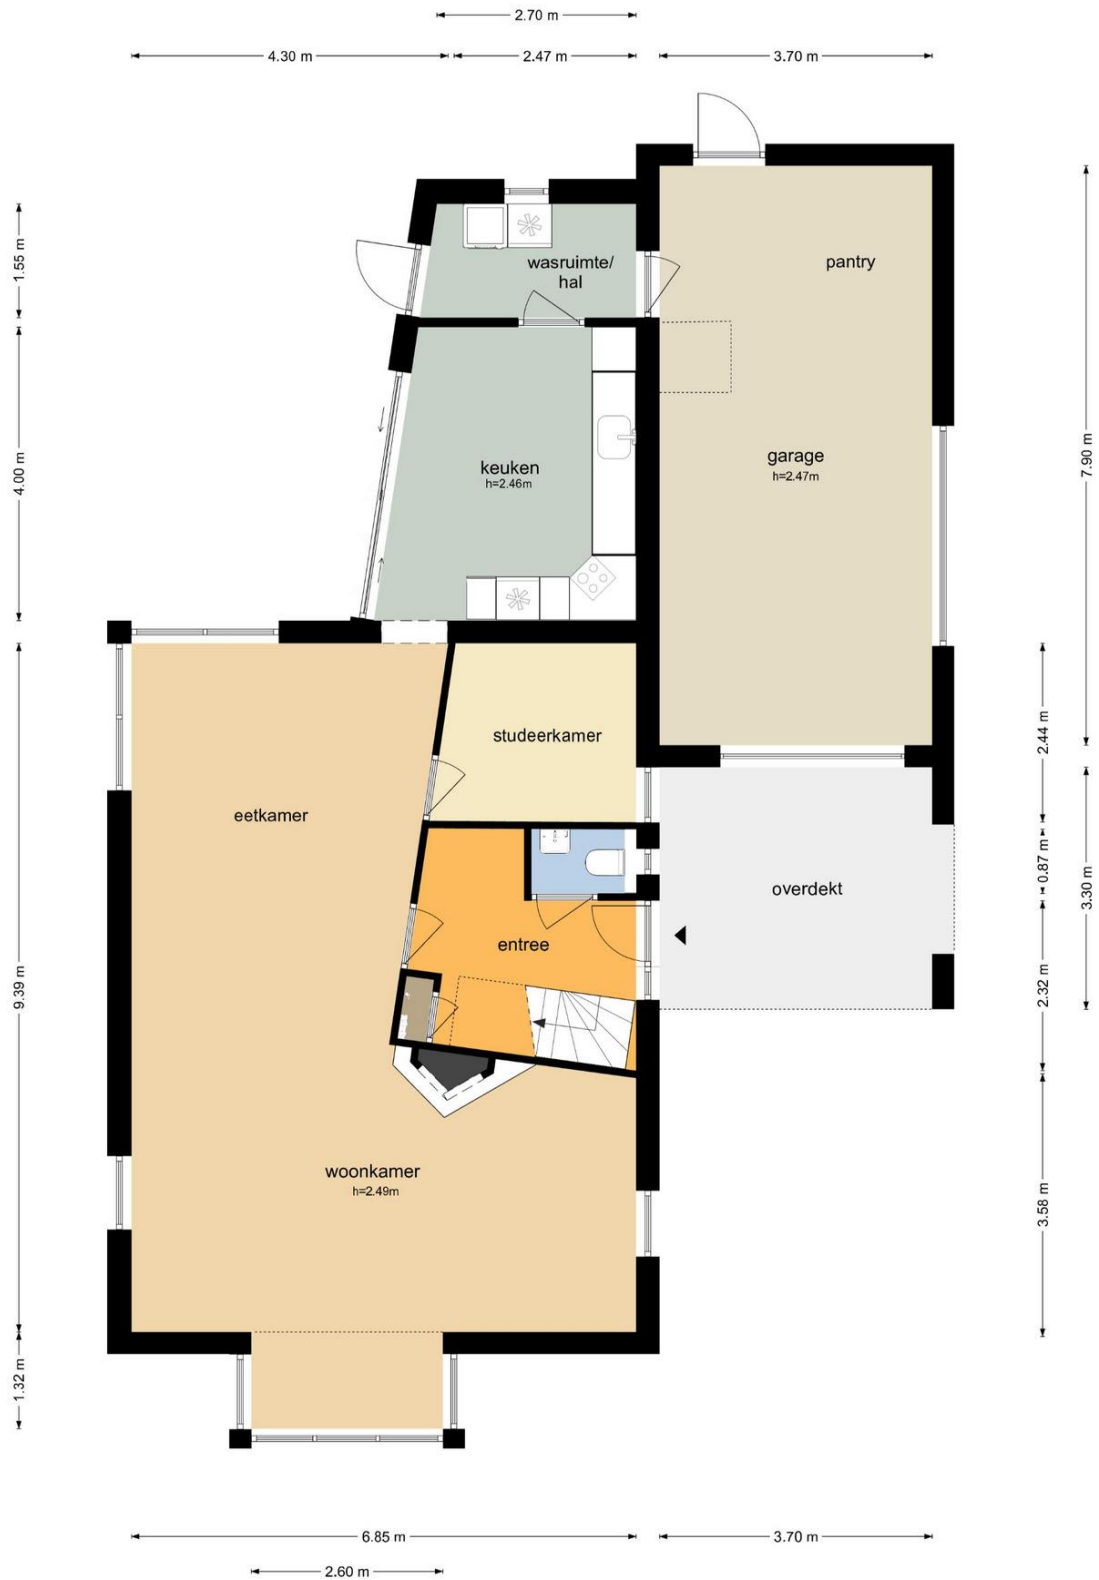 2.70 m
4.30 m
2.47 m
3.70 m
1.55 m
wasruimte/
hal
pantry
4.00 m
keuken
h=2.46m
garage
h=2.47m
7.90 m
studeerkamer
2.44 m
eetkamer
0.87 m
overdekt
3.30 m
entree
2.32 m
9.39 m
woonkamer
h=2.49m
3.58 m
1.32 m
6.85 m
3.70 m
2.60 m